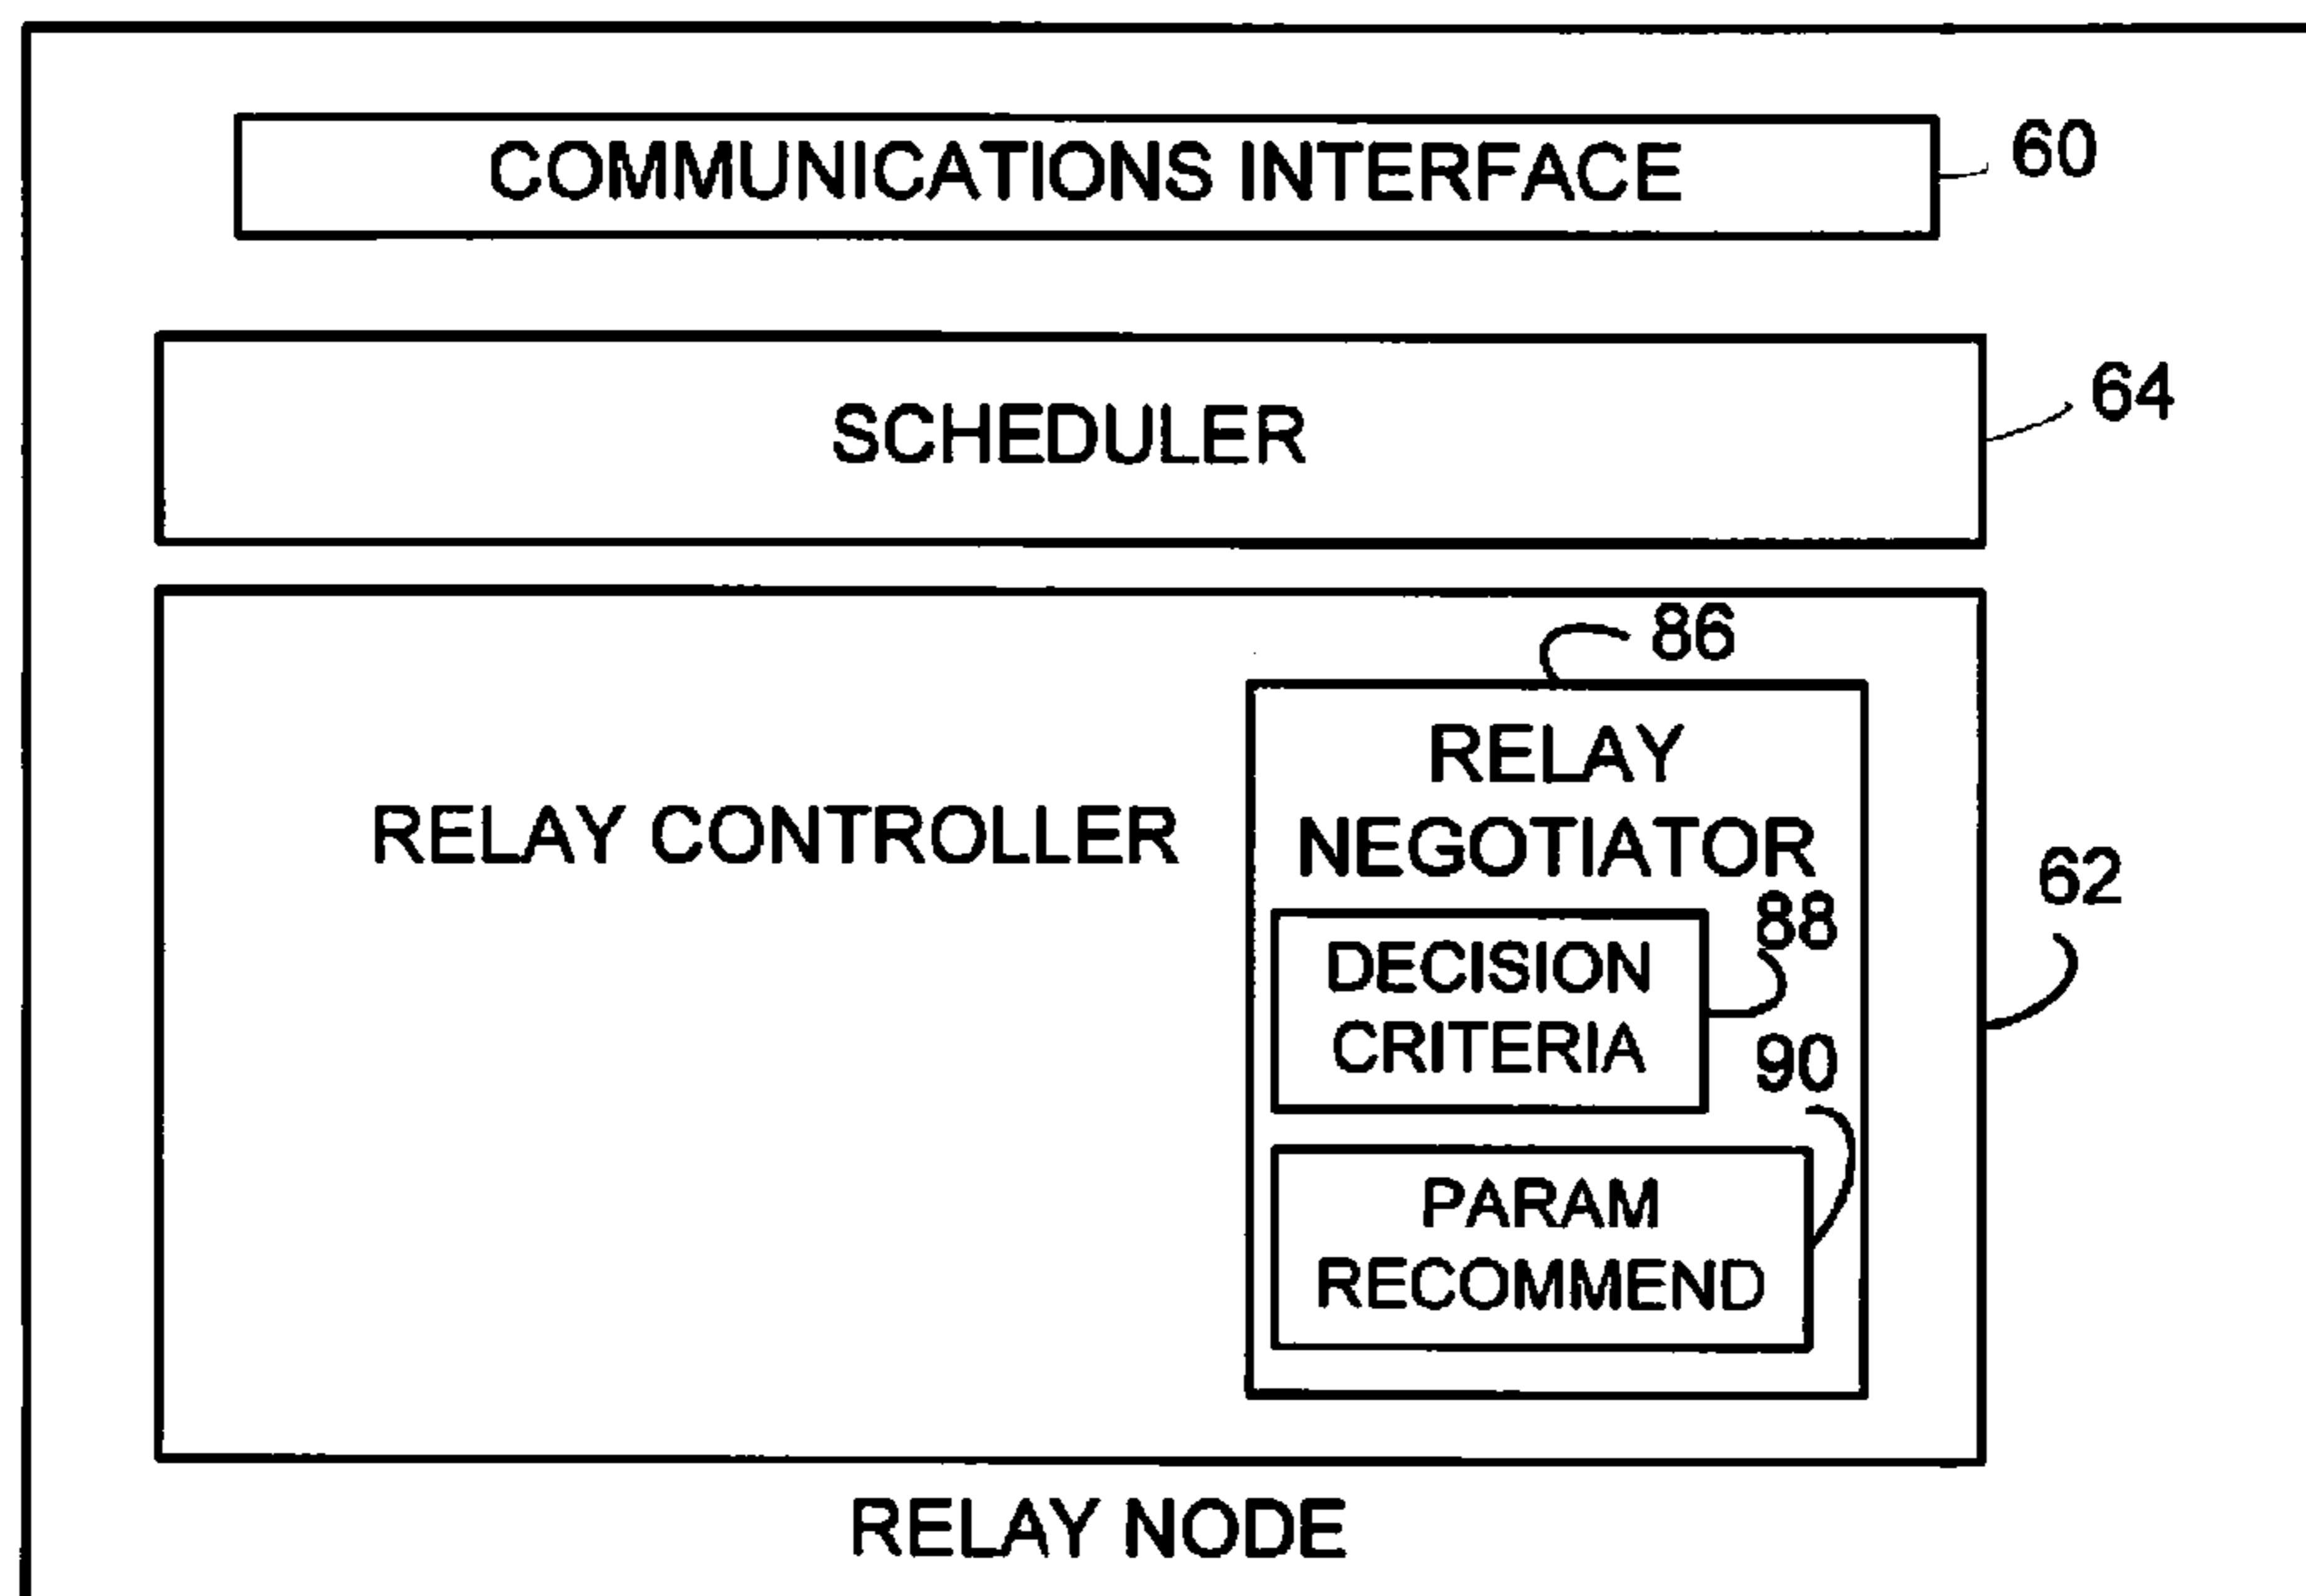 COMMUNICATIONS INTERFACE
60
SCHEDULER
64
86
RELAY CONTROLLER
RELAY
NEGOTIATOR
62
88
DECISION
CRITERIA
90
PARAM
RECOMMEND
RELAY NODE